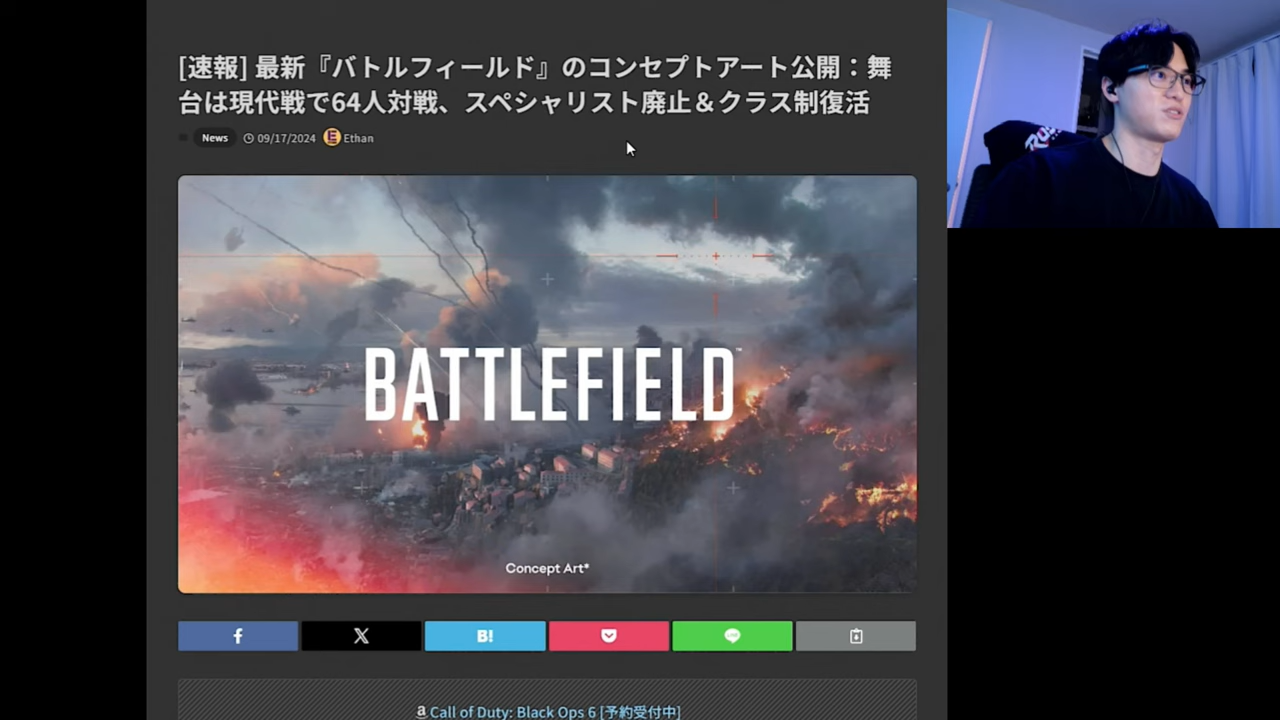 [速報] 最新『バトルフィールド』のコンセプトアート公開：舞
台は現代戦で64人対戦、スペシャリスト廃止＆クラス制復活
News 09/17/2024 Ethan
BATTLEFIELD™
Concept Art*
B!
Call of Duty: Black Ops 6 [予約受付中]